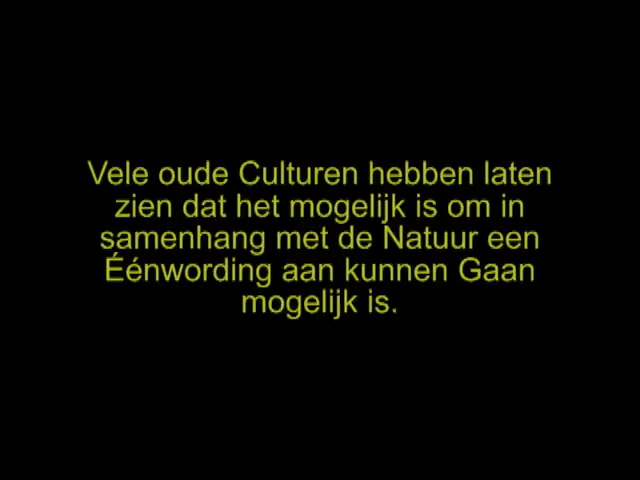 Vele oude Culturen hebben laten
zien dat het mogelijk is om in
samenhang met de Natuur een
Éénwording aan kunnen Gaan
mogelijk is.